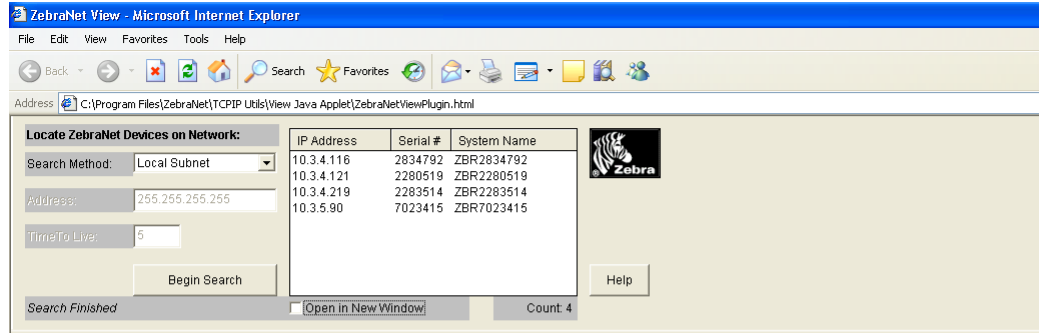 ZebraNet View - Microsoft Internet Explorer
File Edit View Favorites Tools Help
Back Search Favorites
Address C:\Program Files\ZebraNet\TCPIP Utils\View Java Applet\ZebraNetViewPlugin.html
Locate ZebraNet Devices on Network:
Search Method: Local Subnet
Address: 255.255.255.255
TimeTo Live: 5
Begin Search
Search Finished
IP Address Serial # System Name
10.3.4.116 2834792 ZBR2834792
10.3.4.121 2280519 ZBR2280519
10.3.4.219 2283514 ZBR2283514
10.3.5.90 7023415 ZBR7023415
Open in New Window Count: 4
Zebra
Help